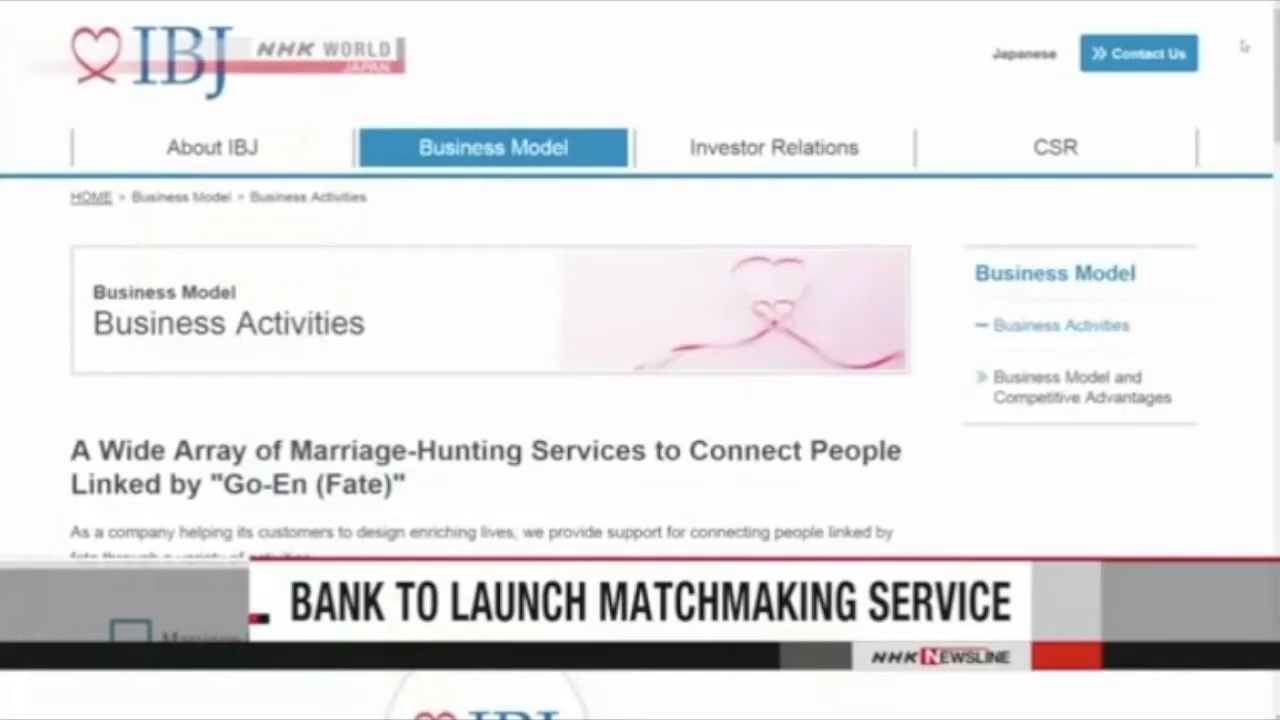 IBJ
NHK WORLD
JAPAN
Japanese
» Contact Us
About IBJ
Business Model
Investor Relations
CSR
HOME > Business Model > Business Activities
Business Model
Business Activities
Business Model
Business Activities
» Business Model and
Competitive Advantages
A Wide Array of Marriage-Hunting Services to Connect People
Linked by "Go-En (Fate)"
As a company helping its customers to design enriching lives, we provide support for connecting people linked by
BANK TO LAUNCH MATCHMAKING SERVICE
NHK NEWSLINE
IBJ